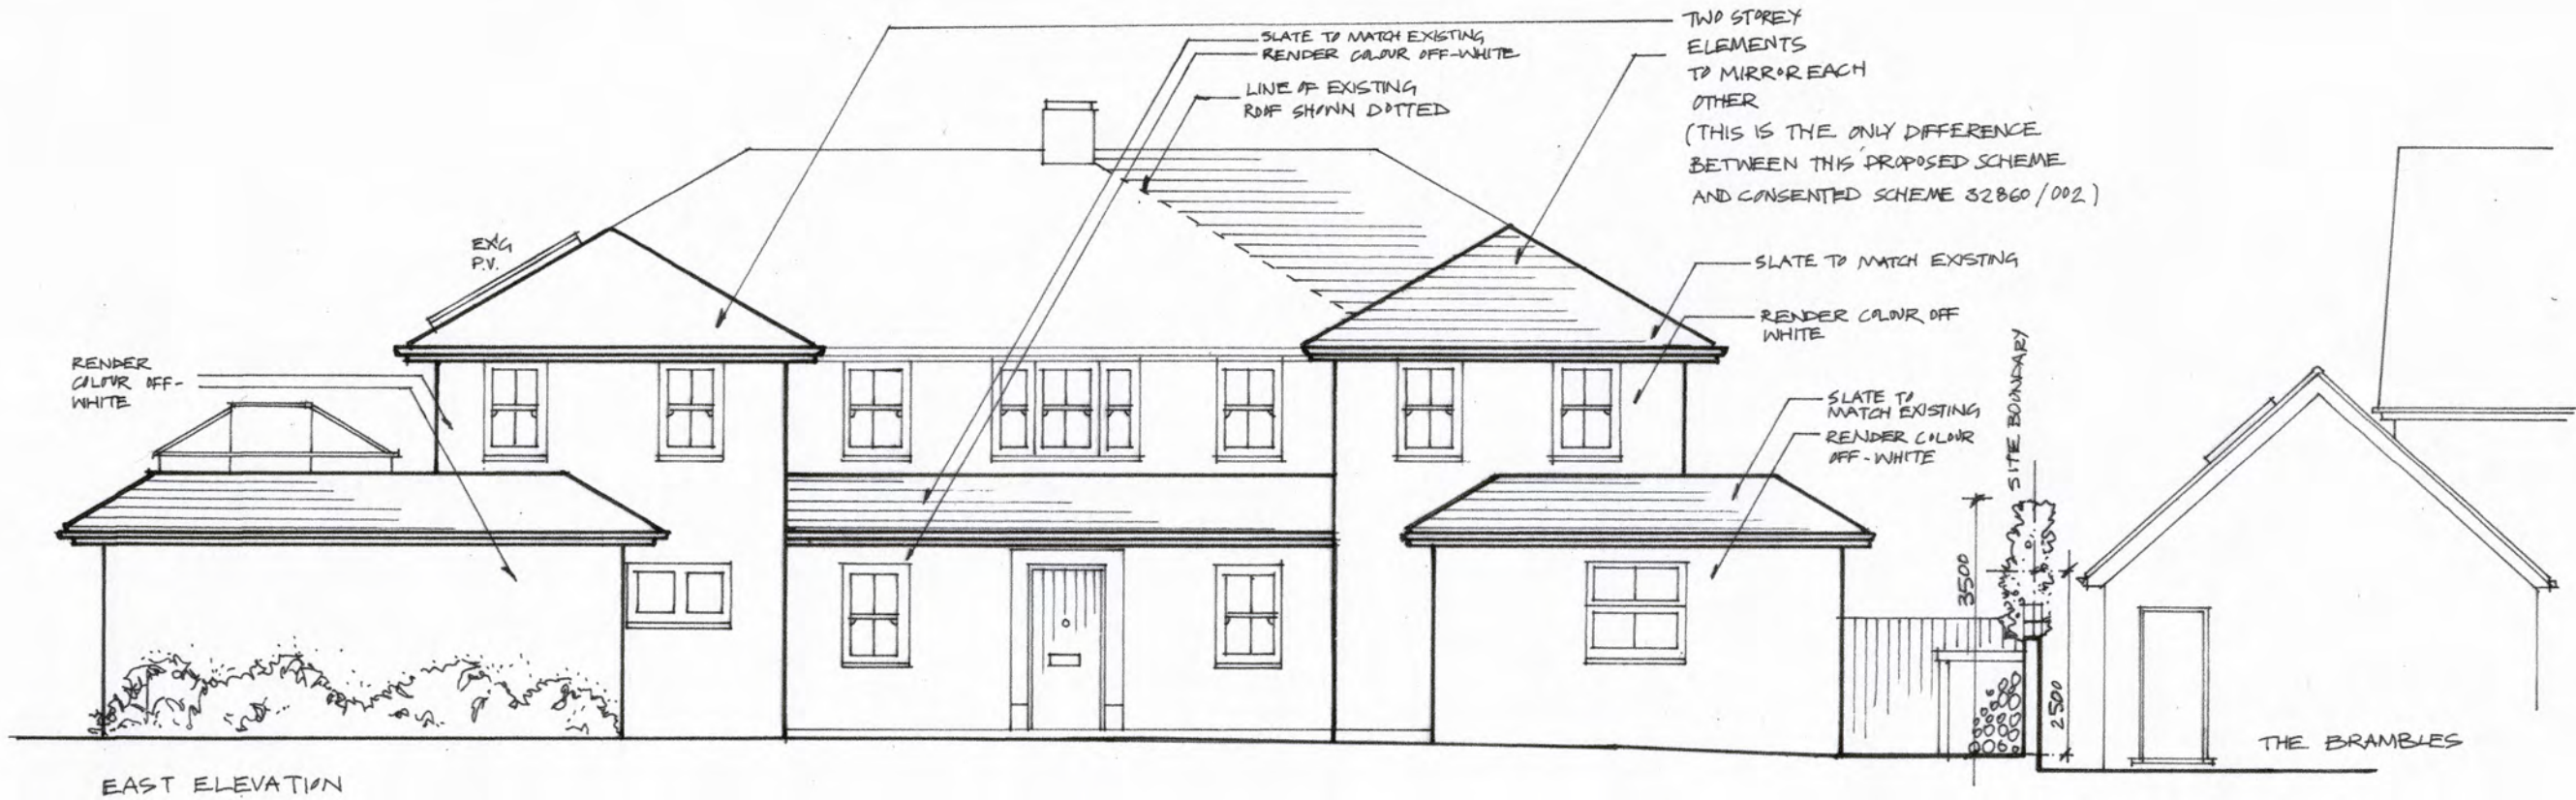 TWO STOREY
ELEMENTS
TO MIRROR EACH
OTHER
(THIS IS THE ONLY DIFFERENCE
BETWEEN THIS PROPOSED SCHEME
AND CONSENTED SCHEME 32860/002)
SLATE TO MATCH EXISTING
RENDER COLOUR OFF-WHITE
LINE OF EXISTING
ROOF SHOWN DOTTED
EX'G
P.V.
SLATE TO MATCH EXISTING
RENDER COLOUR OFF
WHITE
RENDER
COLOUR OFF-
WHITE
SLATE TO
MATCH EXISTING
RENDER COLOUR
OFF-WHITE
SITE BOUNDARY
3500
2500
THE BRAMBLES
EAST ELEVATION